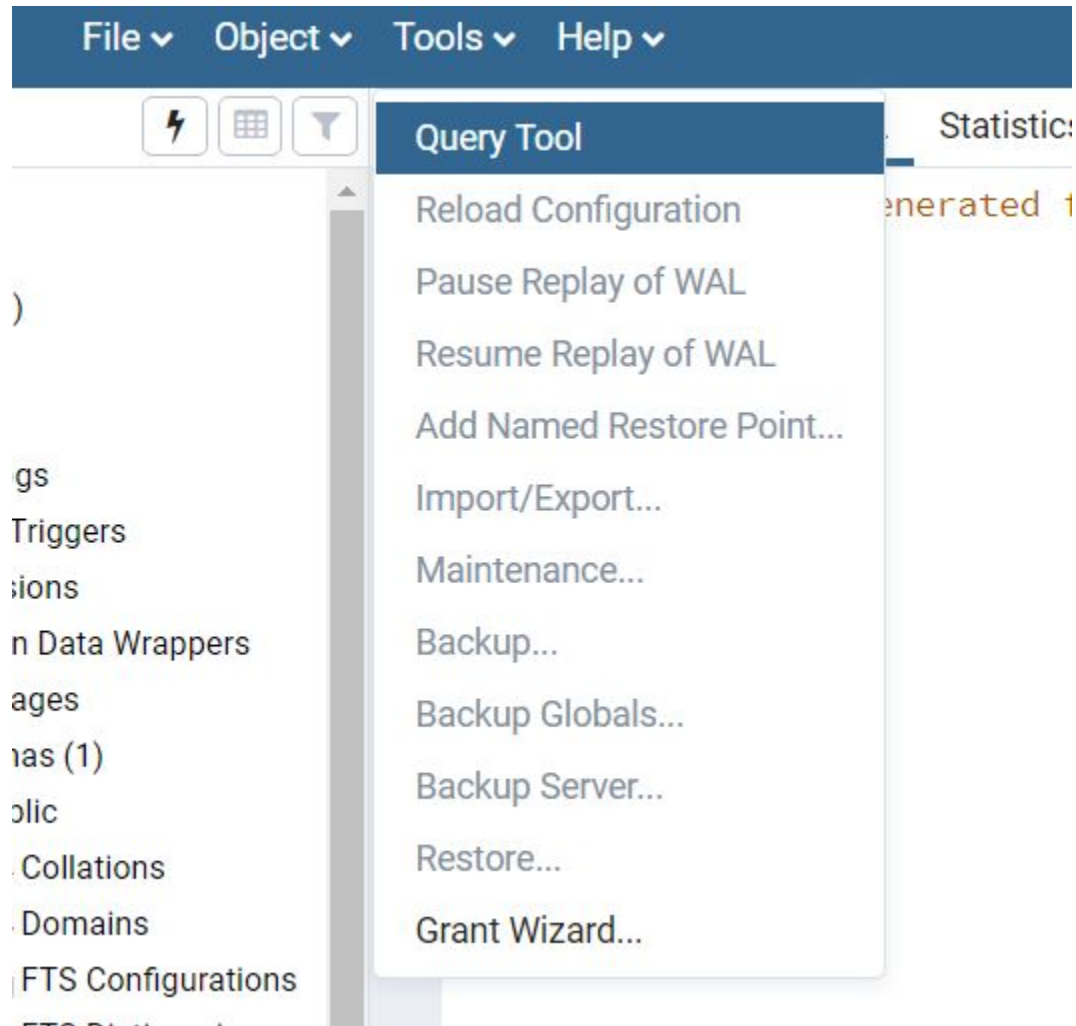 File Object Tools Help
Query Tool
Statistics
Reload Configuration
enerated f
Pause Replay of WAL
)
Resume Replay of WAL
Add Named Restore Point...
gs
Import/Export...
Triggers
Maintenance...
sions
n Data Wrappers
Backup...
ages
Backup Globals...
nas (1)
Backup Server...
blic
Restore...
Collations
Grant Wizard...
Domains
FTS Configurations